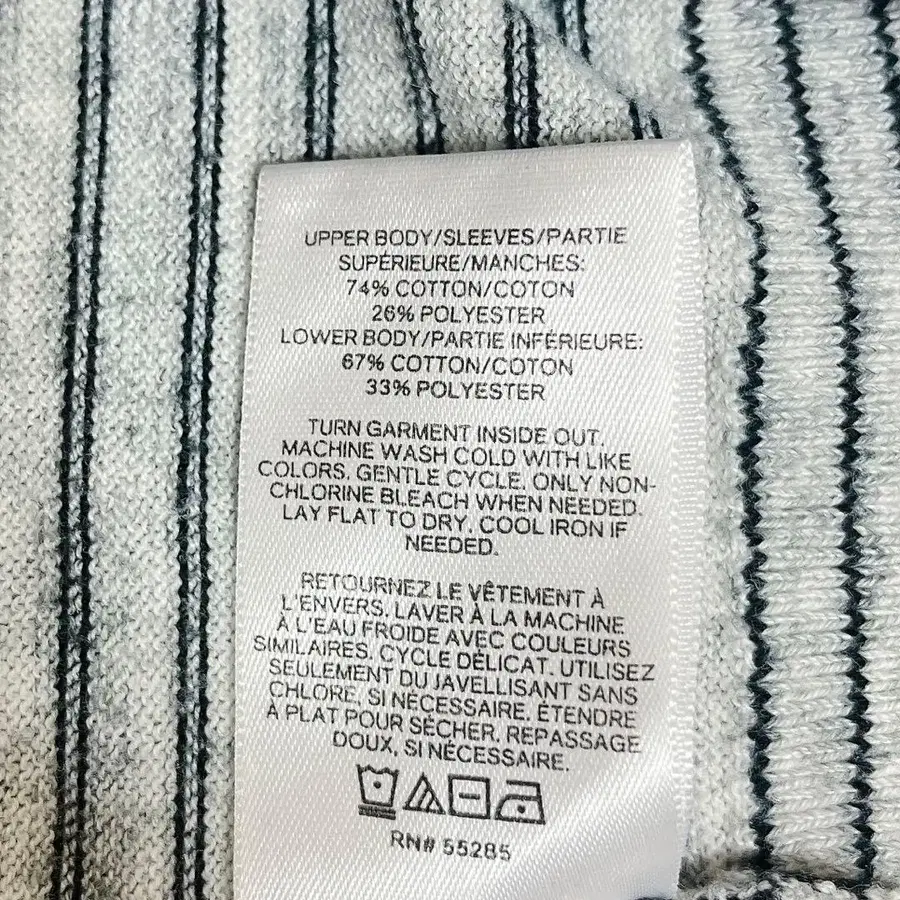 UPPER BODY/SLEEVES/PARTIE
SUPÉRIEURE/MANCHES:
74% COTTON/COTON
26% POLYESTER
LOWER BODY/PARTIE INFÉRIEURE:
67% COTTON/COTON
33% POLYESTER
TURN GARMENT INSIDE OUT.
MACHINE WASH COLD WITH LIKE
COLORS. GENTLE CYCLE. ONLY NON-
CHLORINE BLEACH WHEN NEEDED.
LAY FLAT TO DRY. COOL IRON IF
NEEDED.
RETOURNEZ LE VÊTEMENT À
L'ENVERS. LAVER À LA MACHINE
À L'EAU FROIDE AVEC COULEURS
SIMILAIRES. CYCLE DÉLICAT. UTILISEZ
SEULEMENT DU JAVELLISANT SANS
CHLORE, SI NÉCESSAIRE. ÉTENDRE
À PLAT POUR SÉCHER. REPASSAGE
DOUX, SI NÉCESSAIRE.
RN# 55285